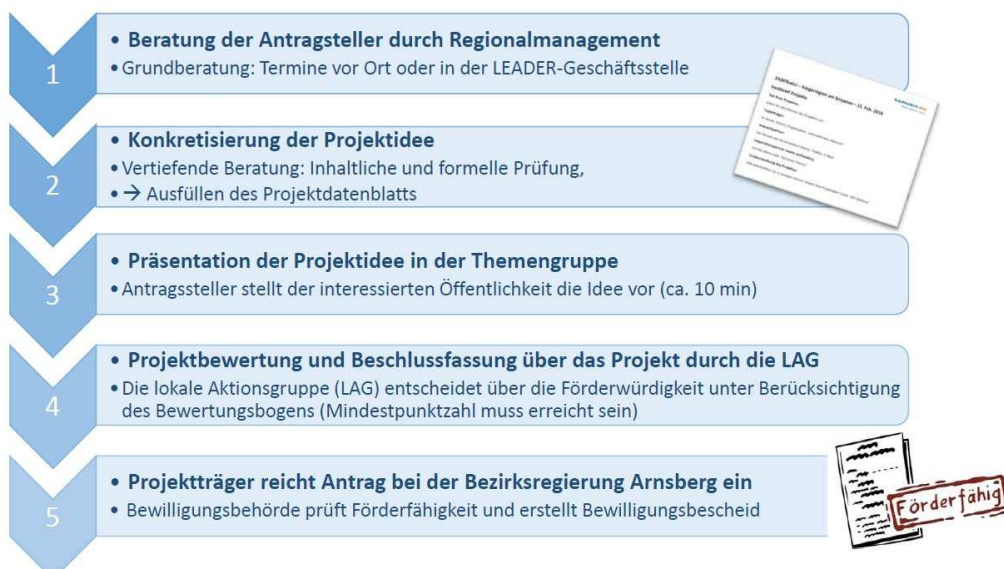 1
• Beratung der Antragsteller durch Regionalmanagement
• Grundberatung: Termine vor Ort oder in der LEADER-Geschäftsstelle
2
• Konkretisierung der Projektidee
• Vertiefende Beratung: Inhaltliche und formelle Prüfung,
• → Ausfüllen des Projektdatenblatts
3
• Präsentation der Projektidee in der Themengruppe
• Antragssteller stellt der interessierten Öffentlichkeit die Idee vor (ca. 10 min)
4
• Projektbewertung und Beschlussfassung über das Projekt durch die LAG
• Die lokale Aktionsgruppe (LAG) entscheidet über die Förderwürdigkeit unter Berücksichtigung
des Bewertungsbogens (Mindestpunktzahl muss erreicht sein)
5
• Projektträger reicht Antrag bei der Bezirksregierung Arnsberg ein
• Bewilligungsbehörde prüft Förderfähigkeit und erstellt Bewilligungsbescheid
Förderfähig